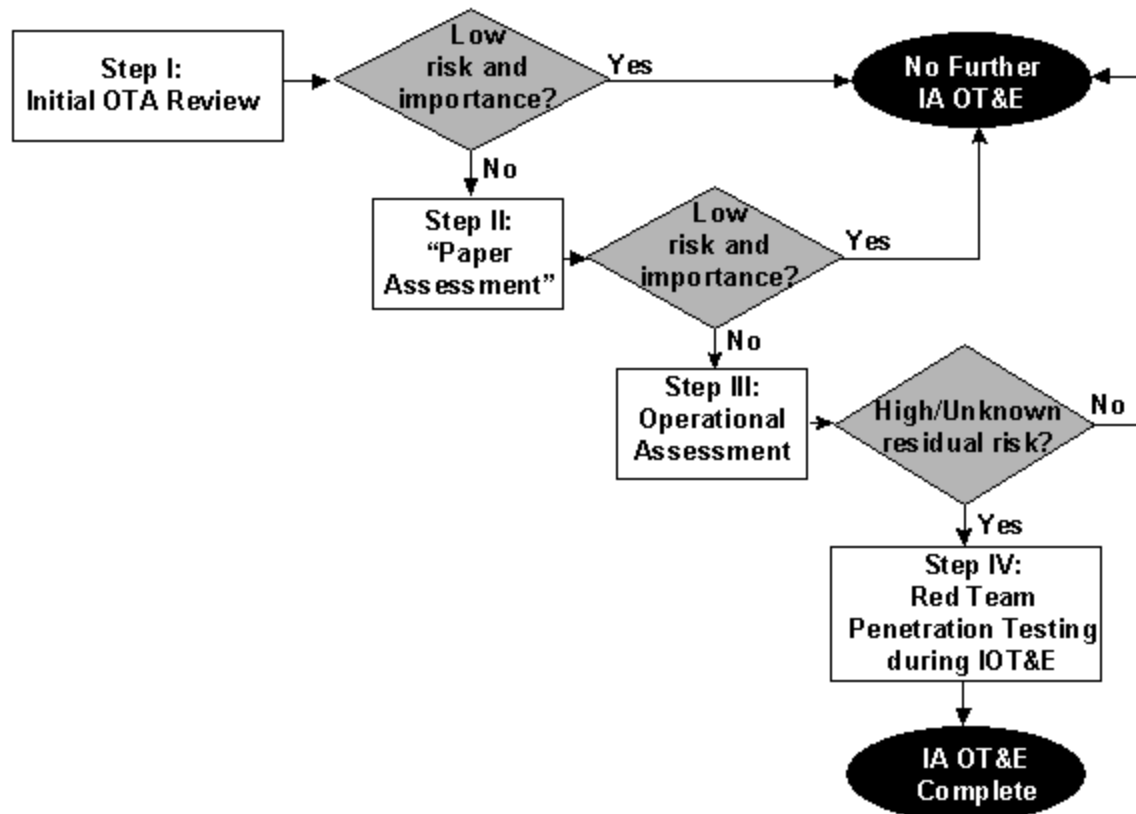 Step I:
Initial OTA Review
Low
risk and
importance?
Yes
No Further
IA OT&E
No
Step II:
“Paper
Assessment”
Low
risk and
importance?
Yes
No
Step III:
Operational
Assessment
High/Unknown
residual risk?
No
Yes
Step IV:
Red Team
Penetration Testing
during IOT&E
IA OT&E
Complete